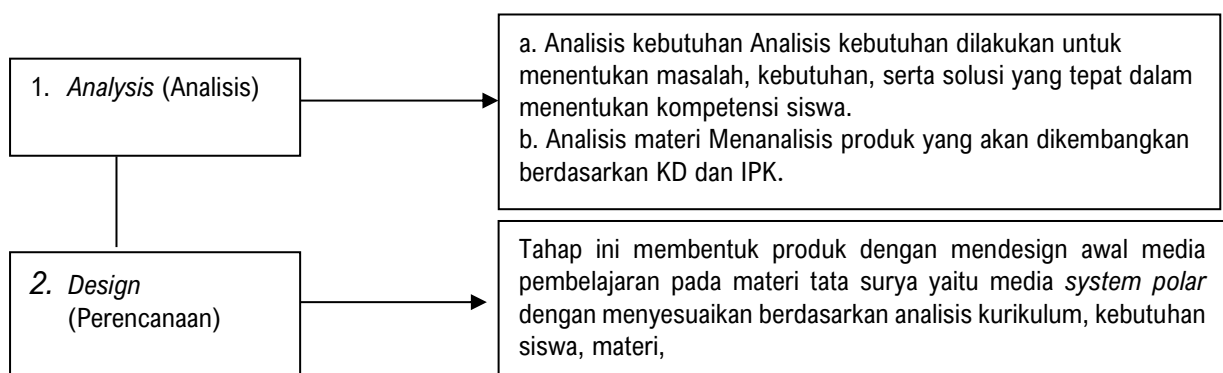 1. Analysis (Analisis)
a. Analisis kebutuhan Analisis kebutuhan dilakukan untuk
menentukan masalah, kebutuhan, serta solusi yang tepat dalam
menentukan kompetensi siswa.
b. Analisis materi Menanalisis produk yang akan dikembangkan
berdasarkan KD dan IPK.
2. Design
(Perencanaan)
Tahap ini membentuk produk dengan mendesign awal media
pembelajaran pada materi tata surya yaitu media system polar
dengan menyesuaikan berdasarkan analisis kurikulum, kebutuhan
siswa, materi,